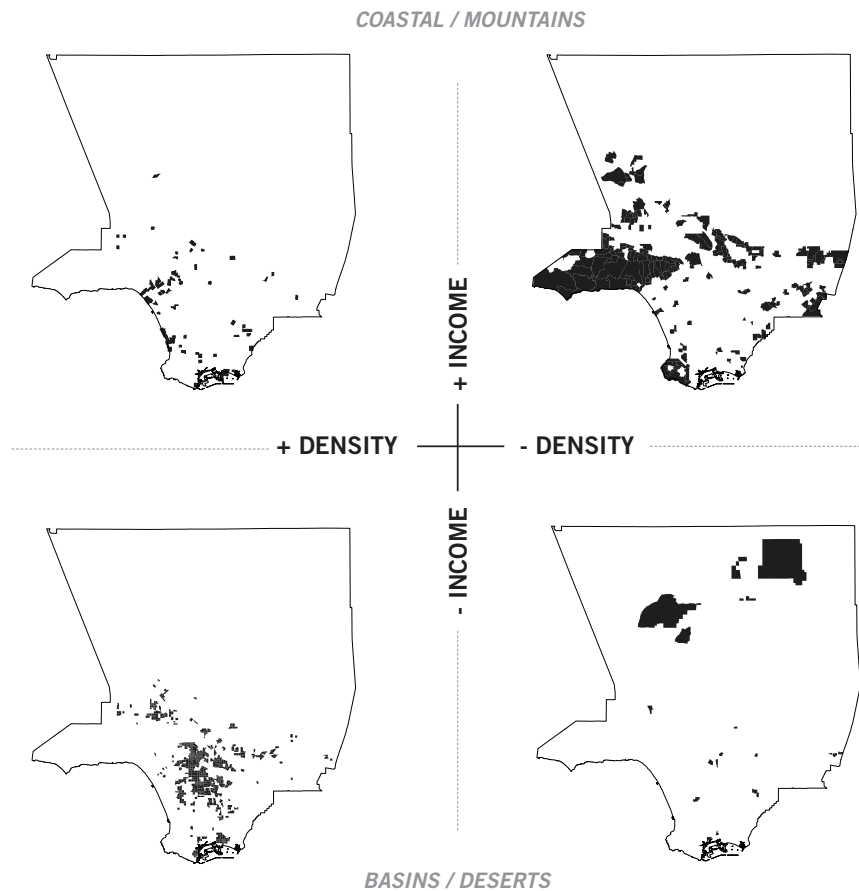 COASTAL / MOUNTAINS
+ INCOME
+ DENSITY
- DENSITY
- INCOME
BASINS / DESERTS